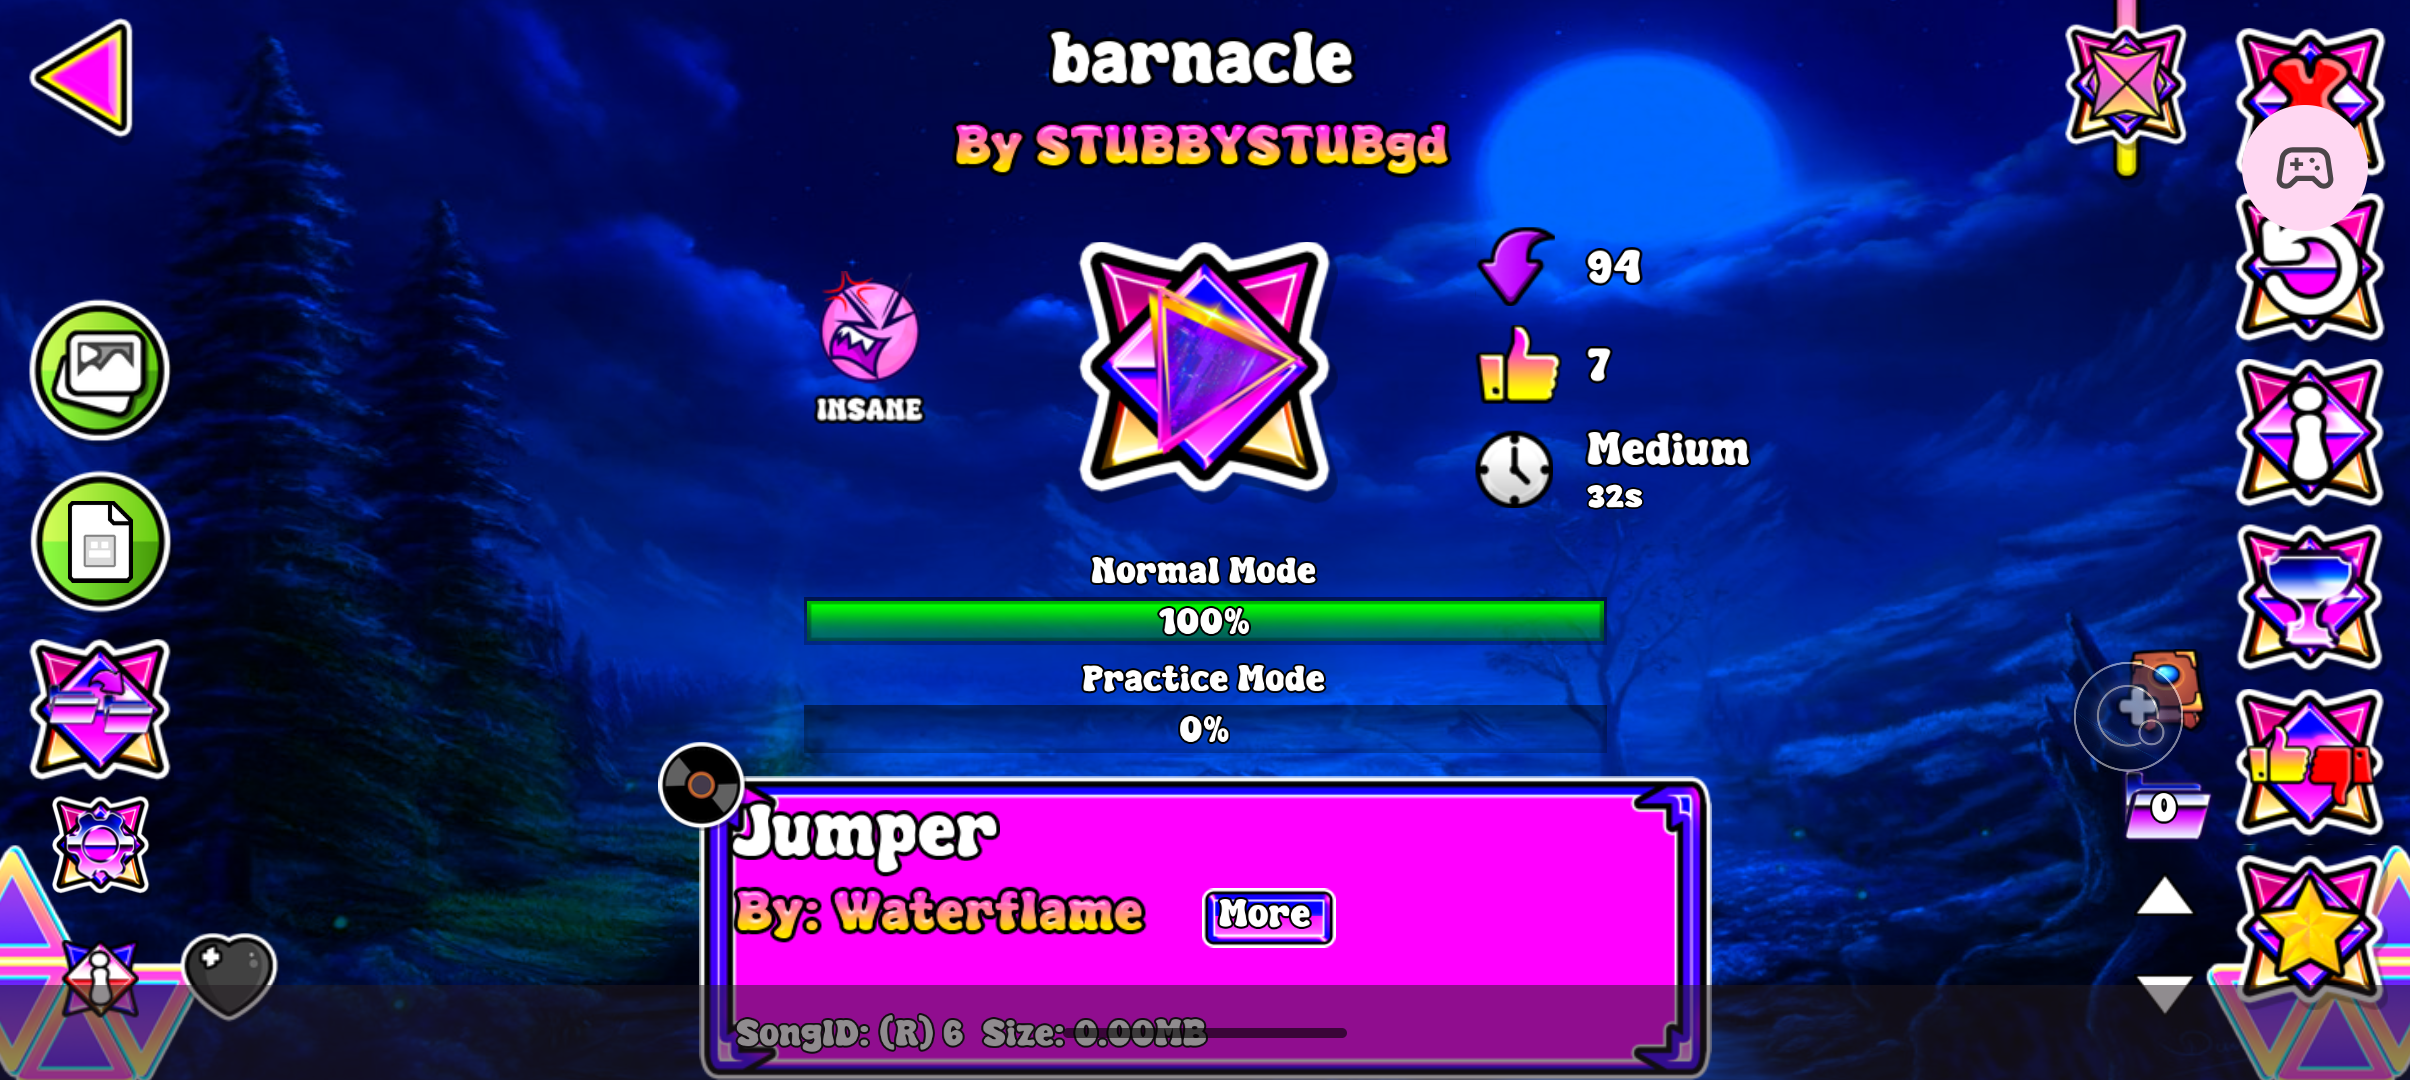 barnacle
By STUBBYSTUBgd
94
7
INSANE
Medium
32s
Normal Mode
100%
Practice Mode
0%
Jumper
By: Waterflame
More
SongID: (R) 6 Size: 0.00MB
0